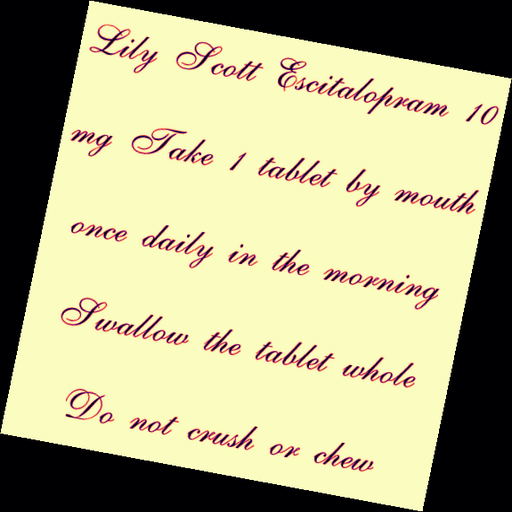 Lily Scott Escitalopram 10
mg Take 1 tablet by mouth
once daily in the morning
Swallow the tablet whole
Do not crush or chew